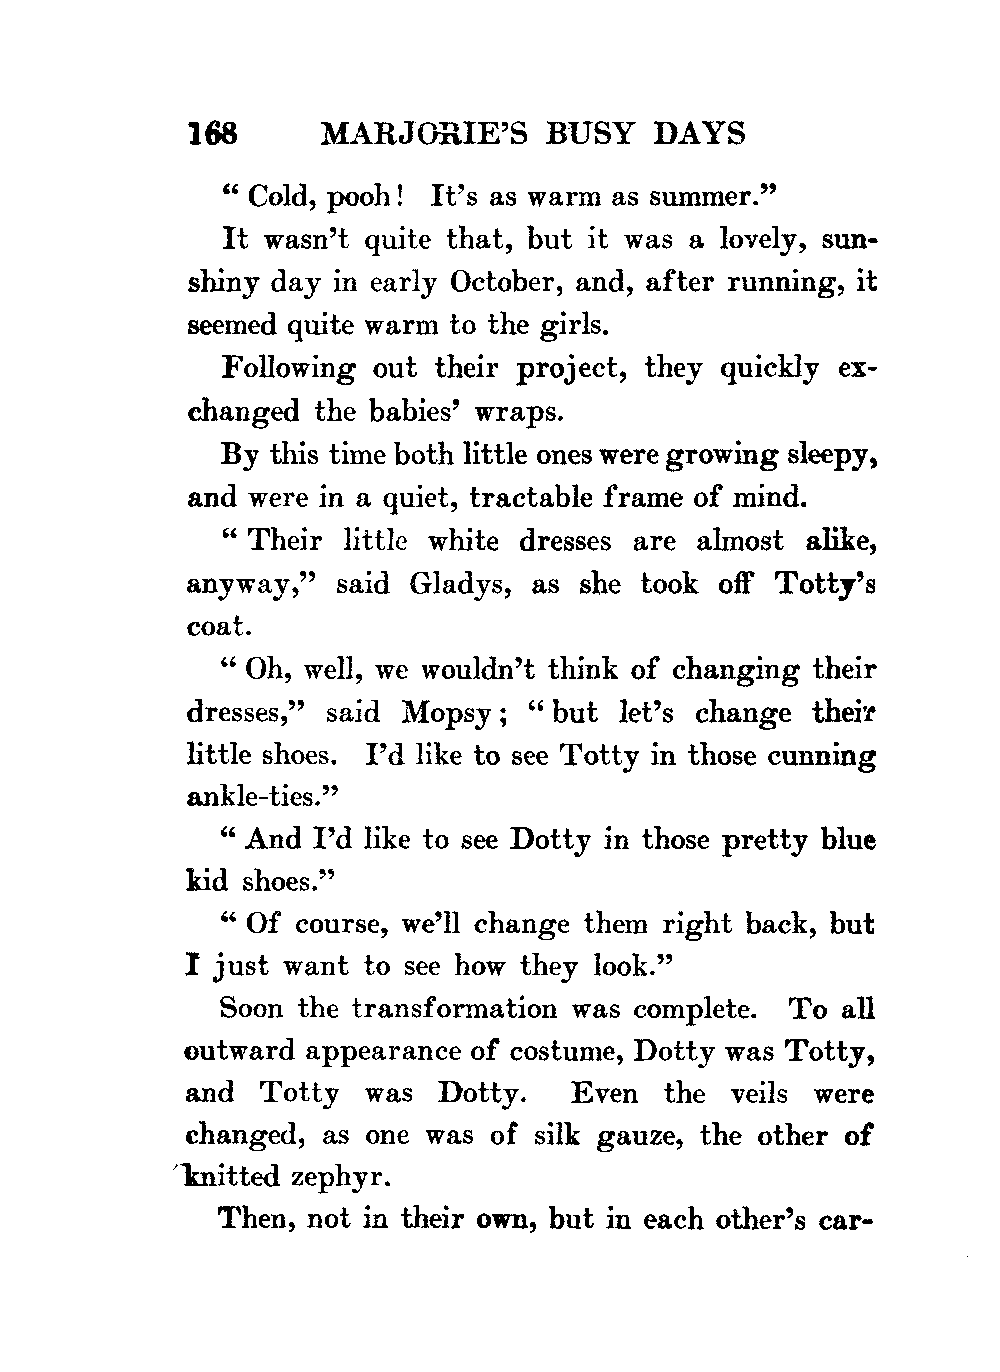 168 MARJORIE'S BUSY DAYS
“ Cold, pooh! It's as warm as summer.”
It wasn't quite that, but it was a lovely, sun-
shiny day in early October, and, after running, it
seemed quite warm to the girls.
Following out their project, they quickly ex-
changed the babies' wraps.
By this time both little ones were growing sleepy,
and were in a quiet, tractable frame of mind.
“ Their little white dresses are almost alike,
anyway,” said Gladys, as she took off Totty's
coat.
“ Oh, well, we wouldn't think of changing their
dresses,” said Mopsy; “ but let's change their
little shoes. I'd like to see Totty in those cunning
ankle-ties.”
“ And I'd like to see Dotty in those pretty blue
kid shoes.”
“ Of course, we'll change them right back, but
I just want to see how they look.”
Soon the transformation was complete. To all
outward appearance of costume, Dotty was Totty,
and Totty was Dotty. Even the veils were
changed, as one was of silk gauze, the other of
knitted zephyr.
Then, not in their own, but in each other's car-